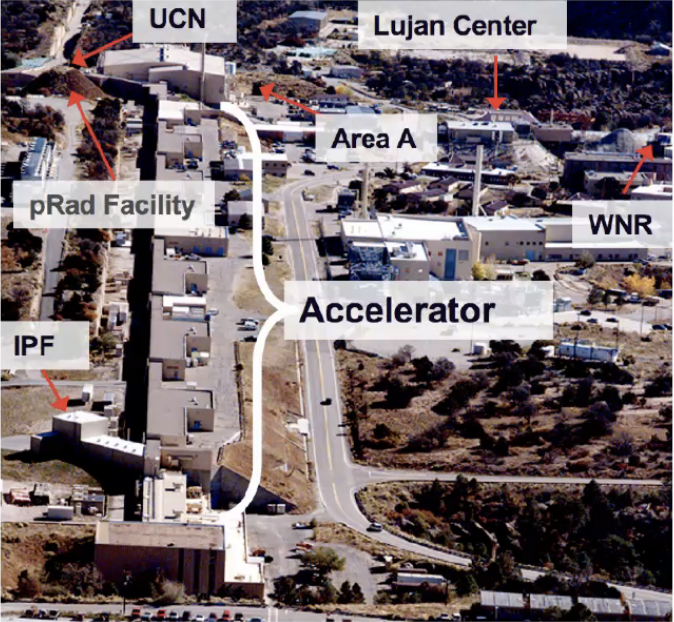 UCN
Lujan Center
Area A
pRad Facility
WNR
Accelerator
IPF